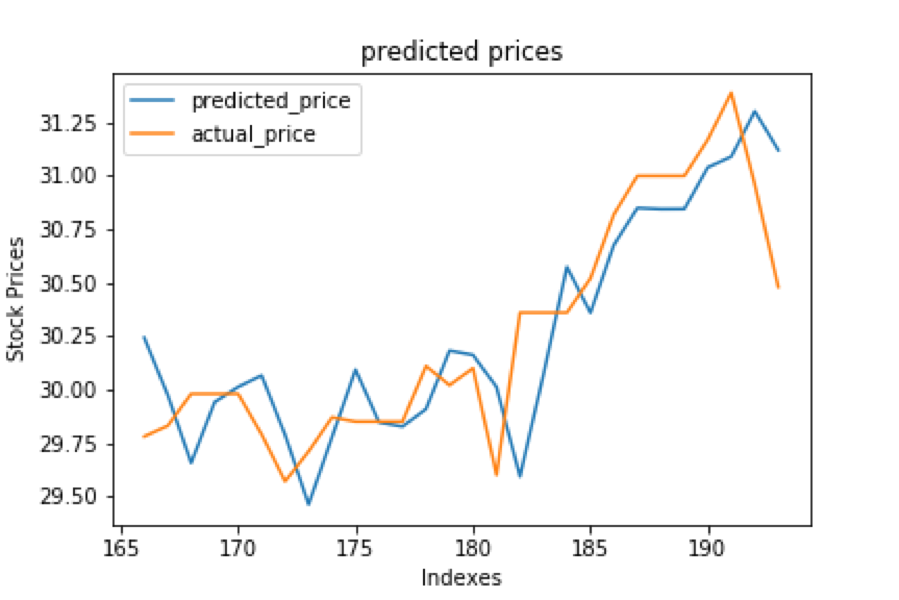 predicted prices
predicted_price
actual_price
31.25
31.00
30.75
30.50
30.25
30.00
29.75
29.50
Stock Prices
165 170 175 180 185 190
Indexes